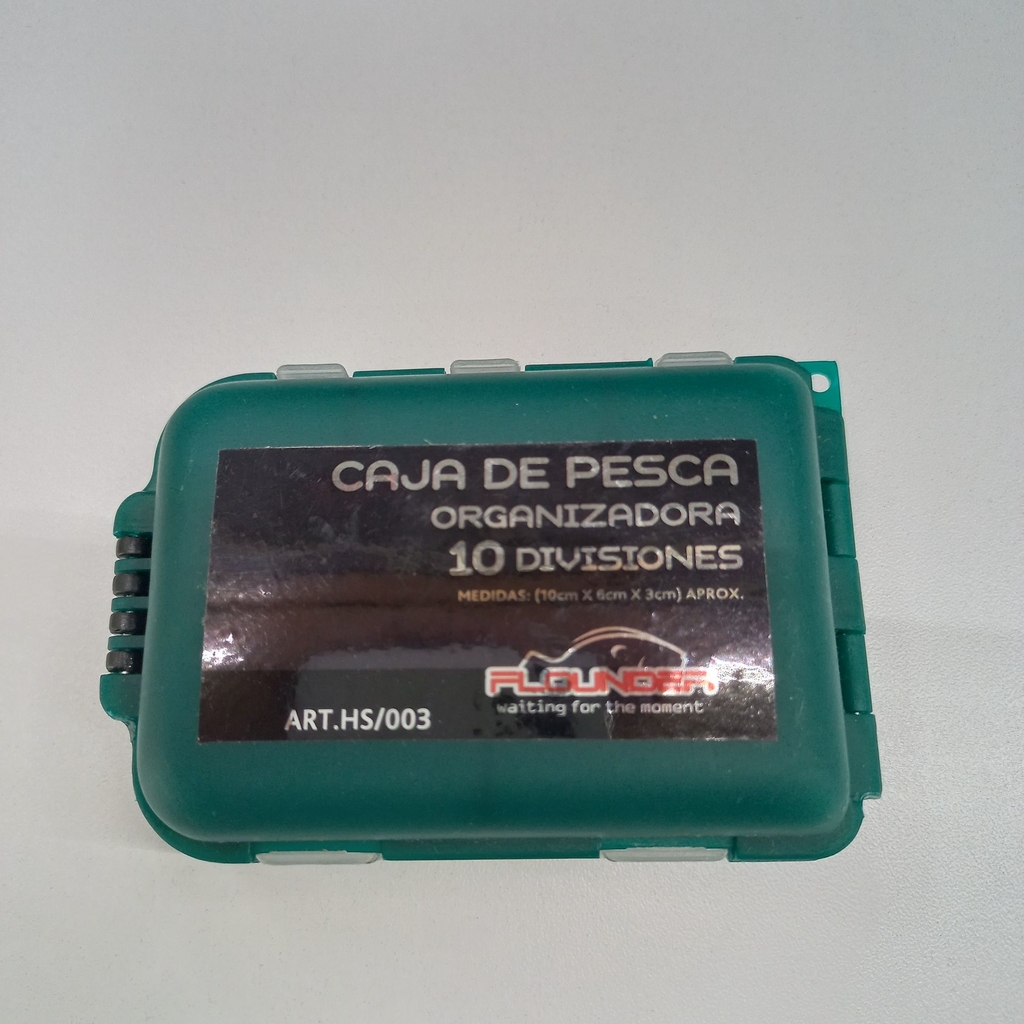 CAJA DE PESCA
ORGANIZADORA
10 DIVISIONES
MEDIDAS: (10cm X 6cm X 3cm) APROX.
FLOUNDER
waiting for the moment
ART.HS/003